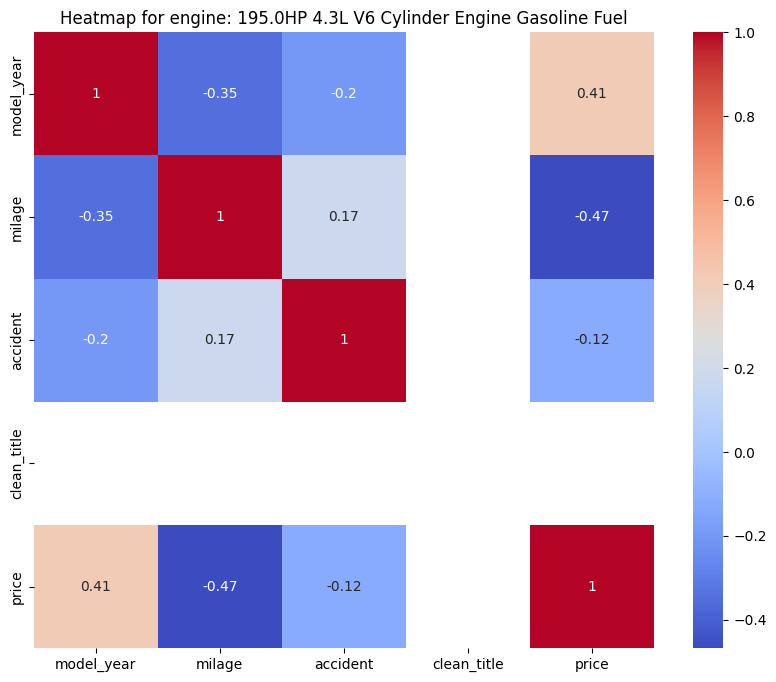 Heatmap for engine: 195.0HP 4.3L V6 Cylinder Engine Gasoline Fuel
model_year
1
-0.35
-0.2
0.41
milage
-0.35
1
0.17
-0.47
accident
-0.2
0.17
1
-0.12
clean_title
price
0.41
-0.47
-0.12
1
model_year
milage
accident
clean_title
price
1.0
0.8
0.6
0.4
0.2
0.0
−0.2
−0.4